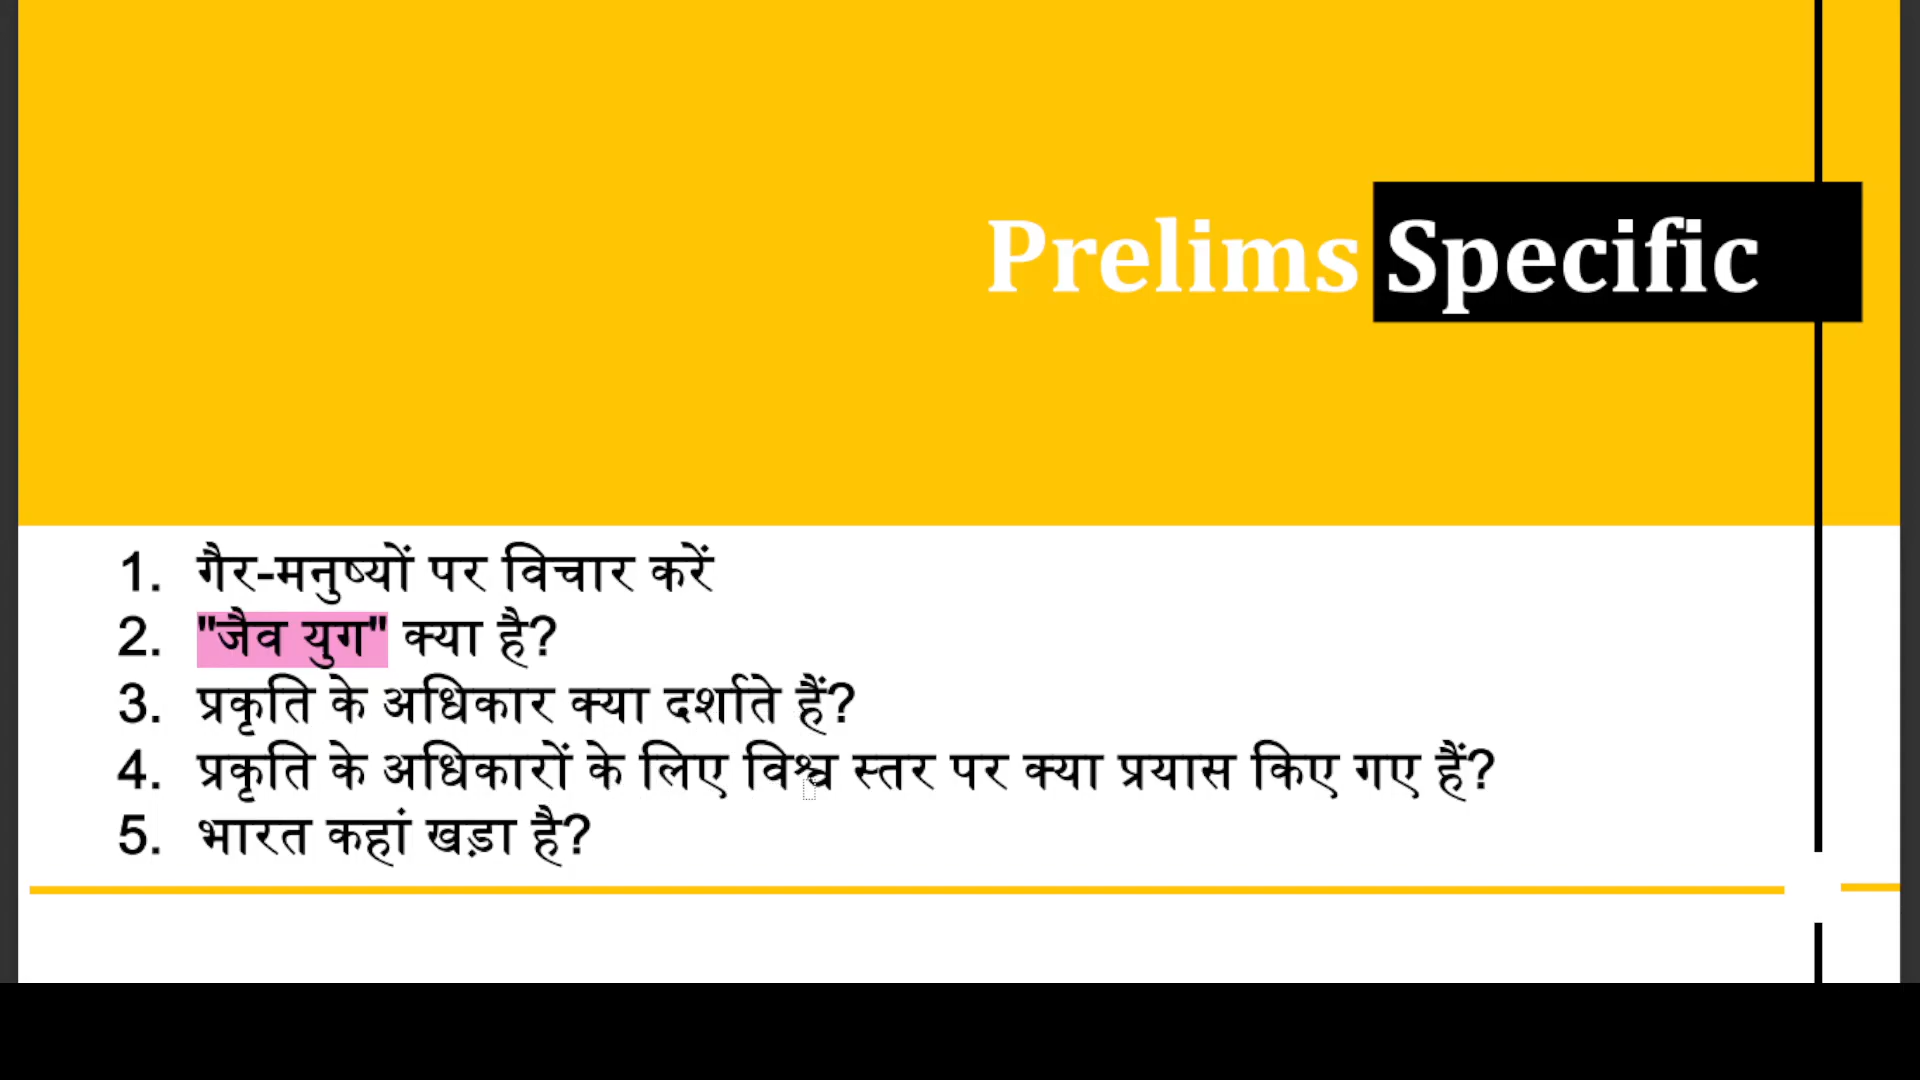 Prelims Specific
1. गैर-मनुष्यों पर विचार करें
2. "जैव युग" क्या है?
3. प्रकृति के अधिकार क्या दर्शाते हैं?
4. प्रकृति के अधिकारों के लिए विश्व स्तर पर क्या प्रयास किए गए हैं?
5. भारत कहां खड़ा है?